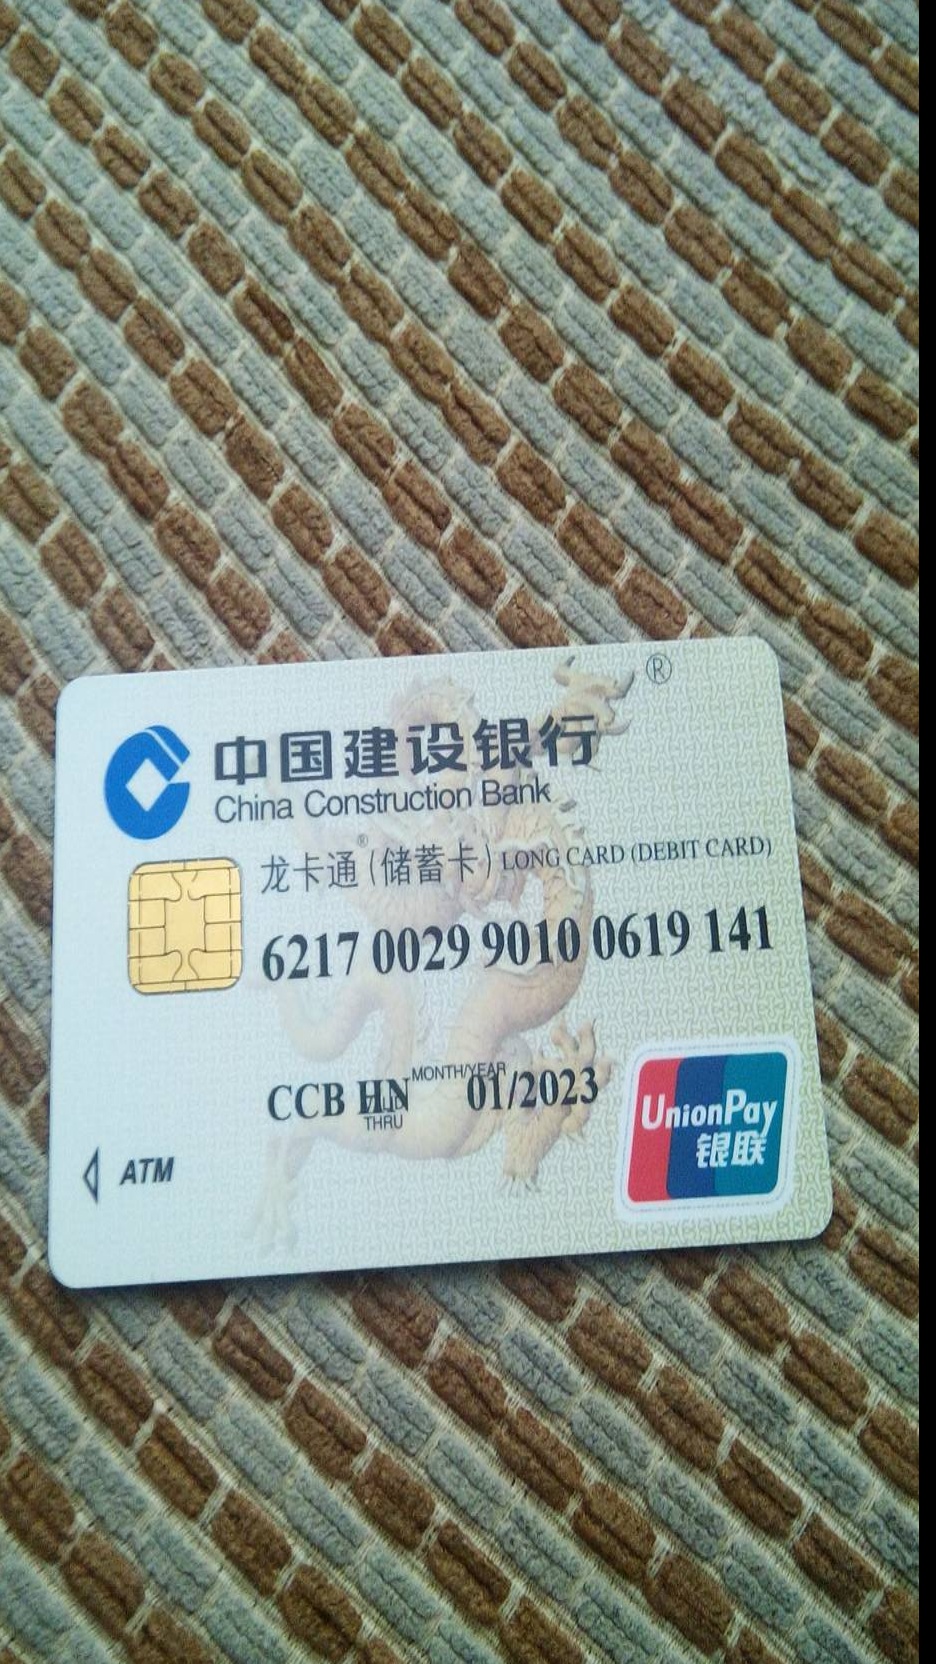 ®
中国建设银行
China Construction Bank
龙卡通®(储蓄卡) LONG CARD (DEBIT CARD)
6217 0029 9010 0619 141
MONTH/YEAR
CCB HN 01/2023
THRU
ATM
UnionPay
银联